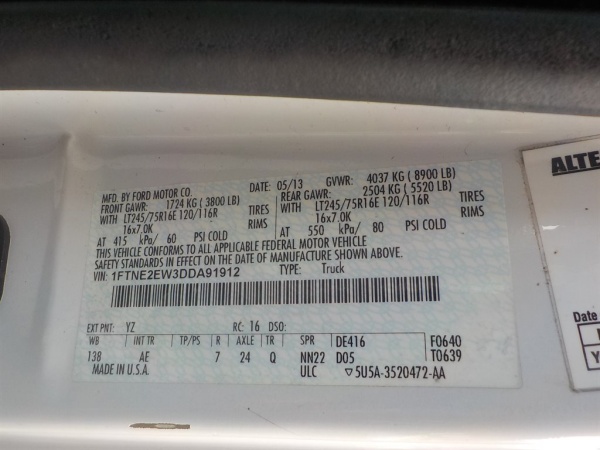 MFD. BY FORD MOTOR CO. DATE: 05/13 GVWR: 4037 KG ( 8900 LB)
FRONT GAWR: 1724 KG ( 3800 LB) REAR GAWR: 2504 KG ( 5520 LB)
WITH LT245/75R16E 120/116R TIRES WITH LT245/75R16E 120/116R TIRES
16x7.0K RIMS 16x7.0K RIMS
AT 415 kPa/ 60 PSI COLD AT 550 kPa/ 80 PSI COLD
THIS VEHICLE CONFORMS TO ALL APPLICABLE FEDERAL MOTOR VEHICLE
SAFETY STANDARDS IN EFFECT ON THE DATE OF MANUFACTURE SHOWN ABOVE.
VIN: 1FTNE2EW3DDA91912 TYPE: Truck
EXT PNT: YZ RC: 16 DSO:
WB INT TR TP/PS R AXLE TR SPR DE416 F0640
138 AE 7 24 Q NN22 D05 T0639
MADE IN U.S.A. ULC ▽5U5A-3520472-AA
ALTE
Date